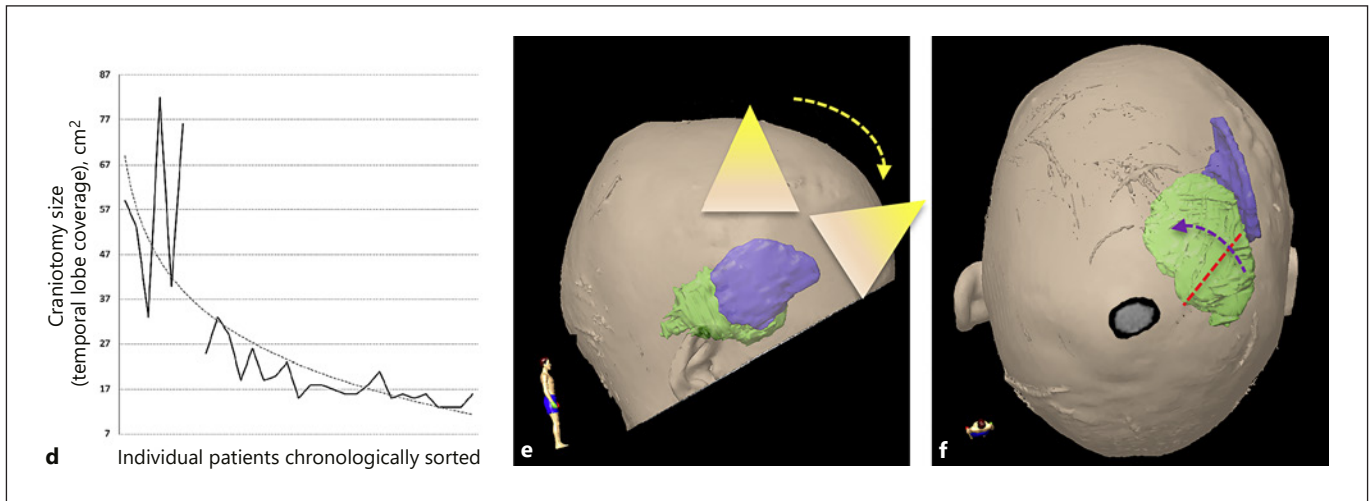 87
77
67
57
47
37
27
17
7
Craniotomy size
(temporal lobe coverage), cm²
d
Individual patients chronologically sorted
e
f